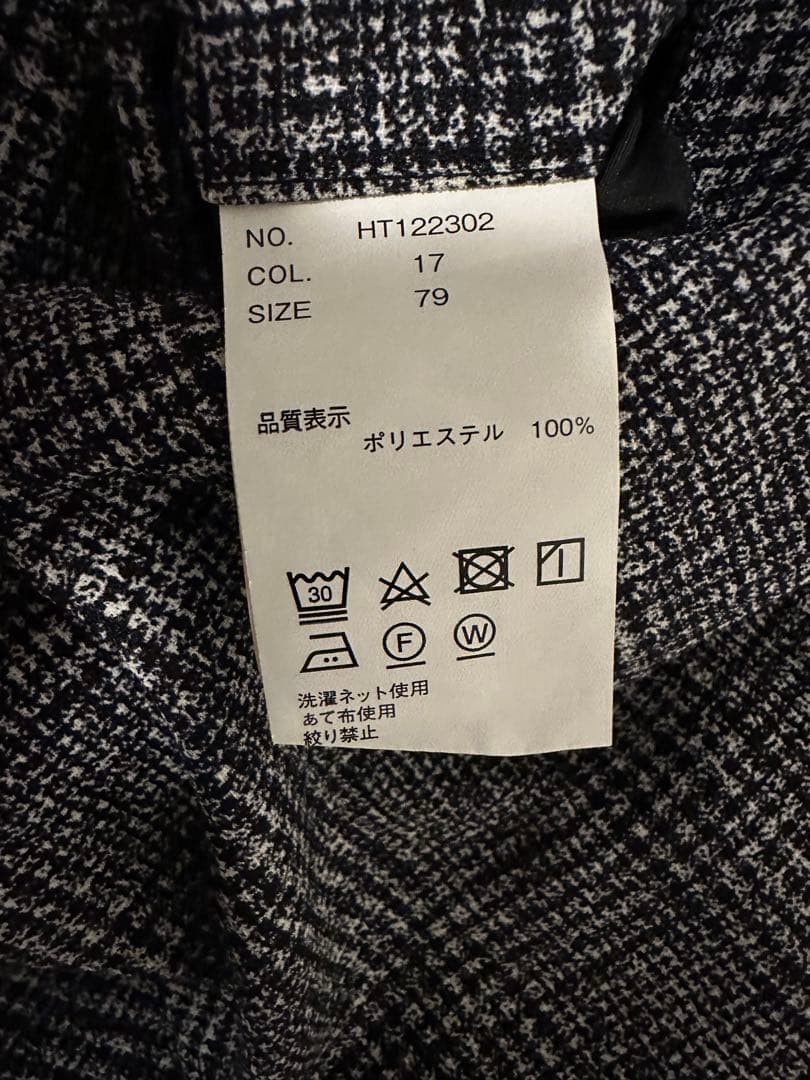 NO. HT122302
COL. 17
SIZE 79
品質表示
ポリエステル 100%
30
F W
洗濯ネット使用
あて布使用
絞り禁止